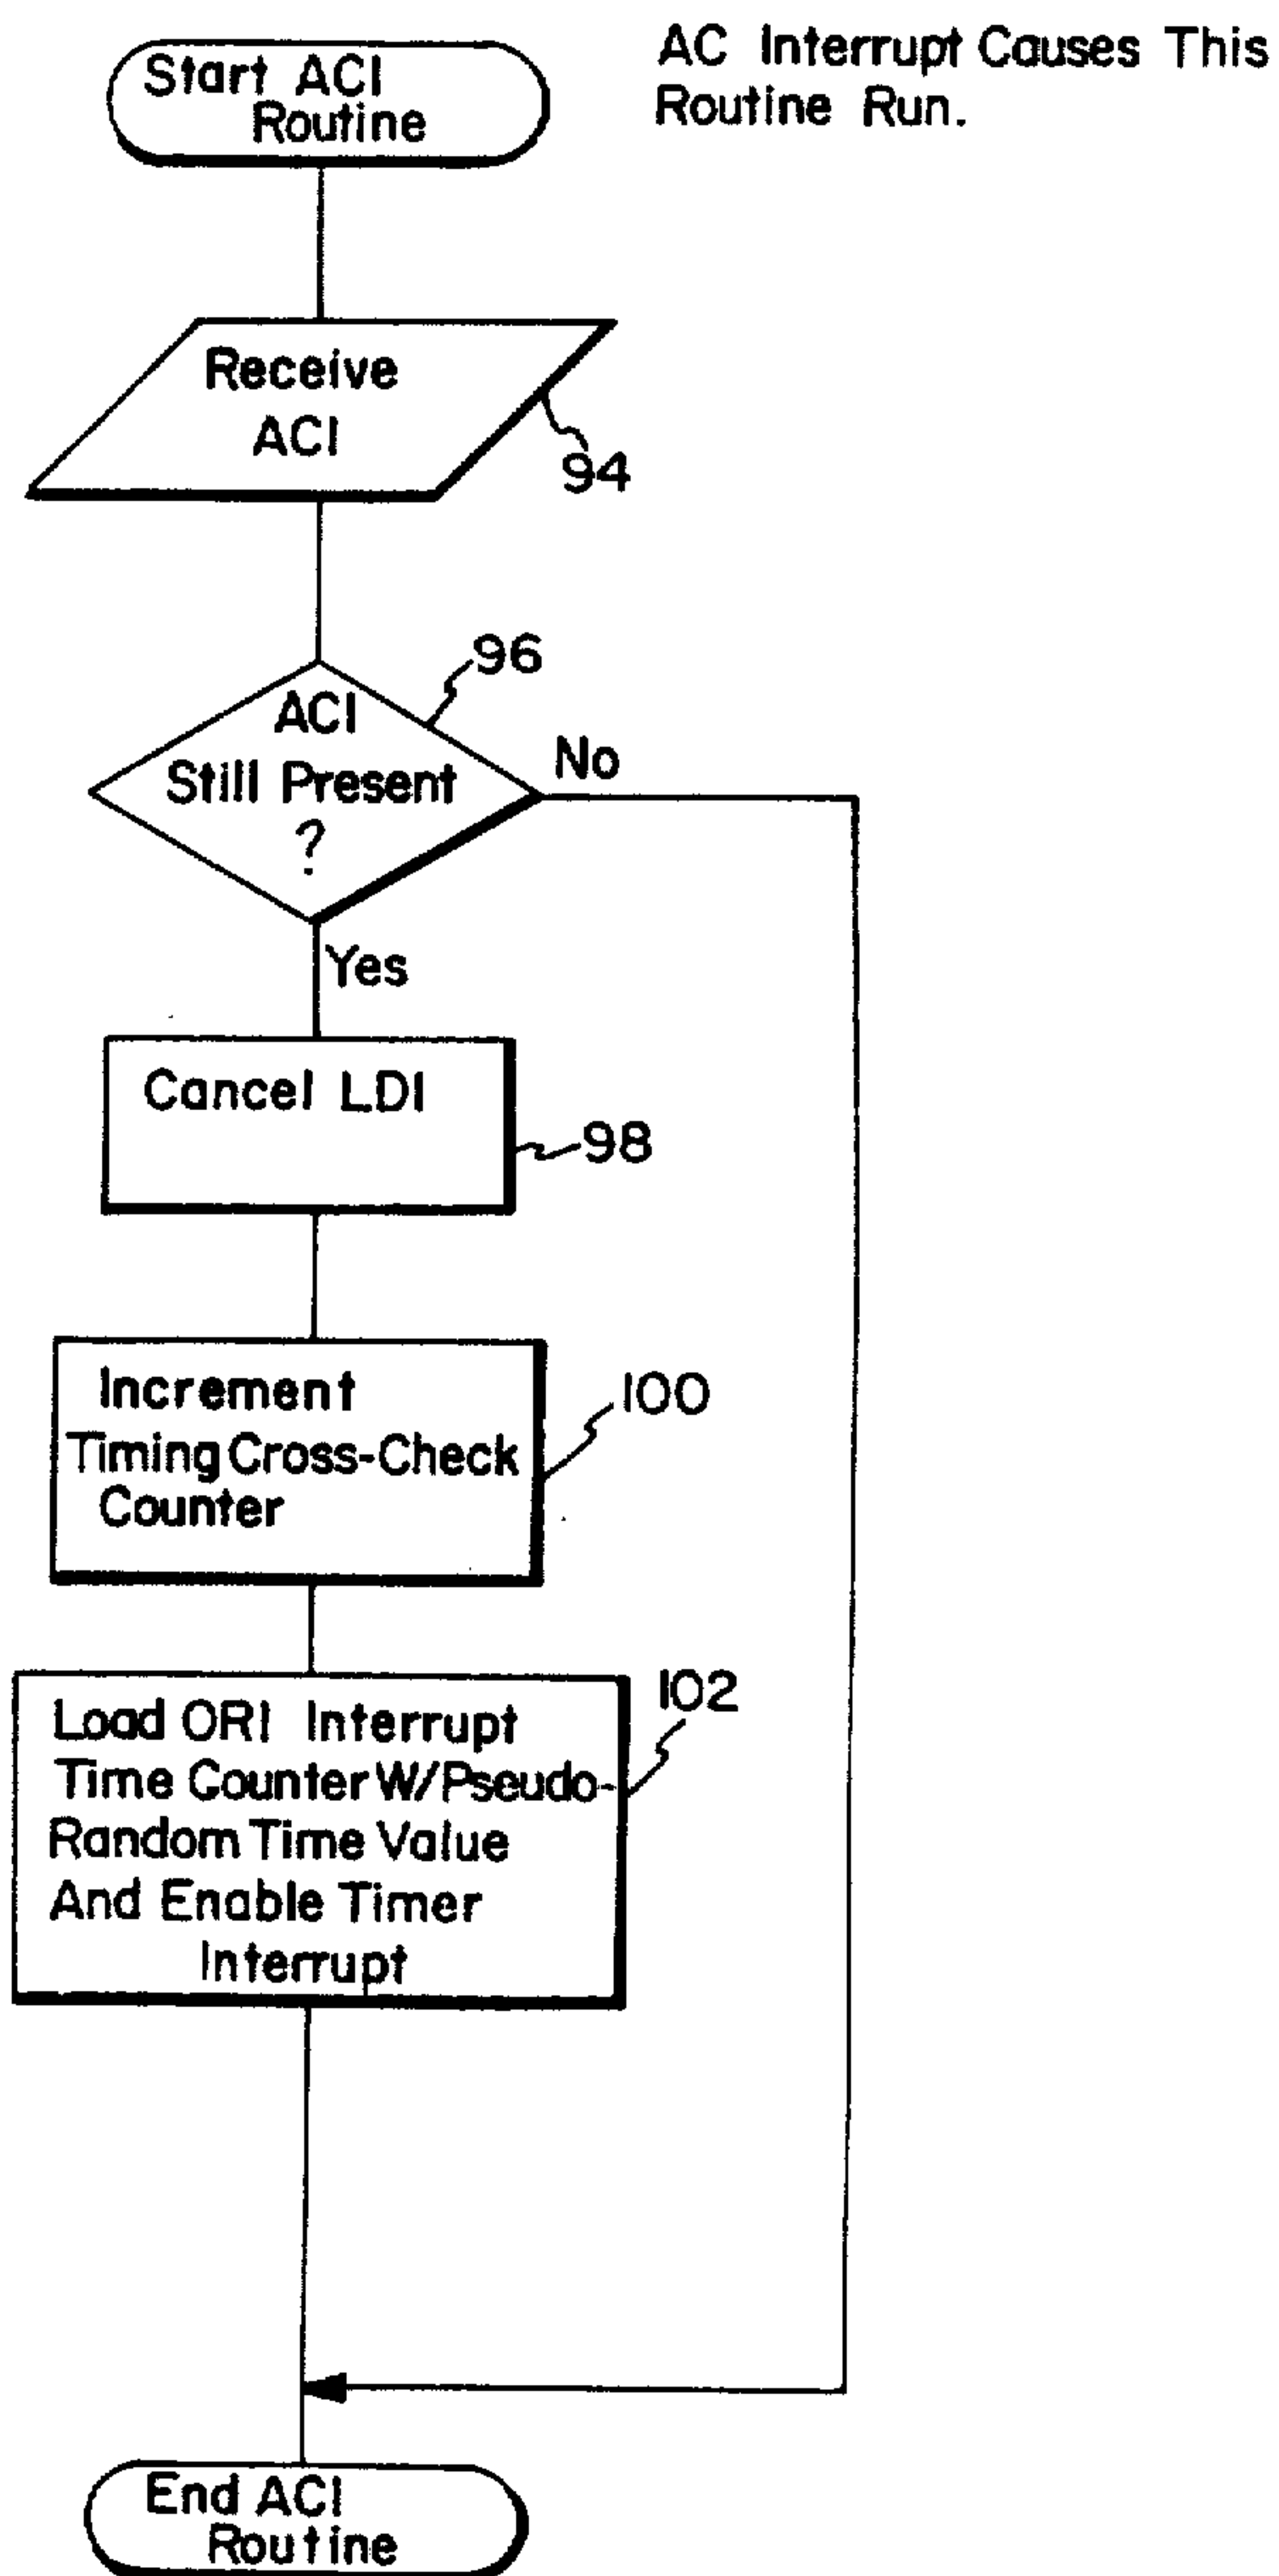 Start ACI
Routine
AC Interrupt Causes This
Routine Run.
Receive
ACI
94
96
ACI
Still Present
?
No
Yes
Cancel LDI
98
Increment
Timing Cross-Check
Counter
100
102
Load ORI Interrupt
Time Counter W/Pseudo-
Random Time Value
And Enable Timer
Interrupt
End ACI
Routine